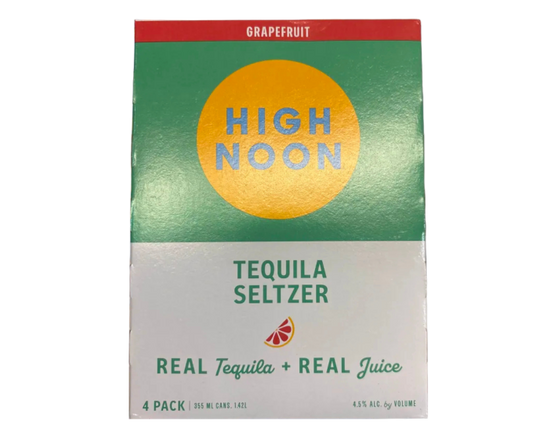 GRAPEFRUIT
HIGH
NOON
TEQUILA
SELTZER
REAL Tequila + REAL Juice
4 PACK | 355 ML CANS. 1.42L 4.5% ALC. by VOLUME